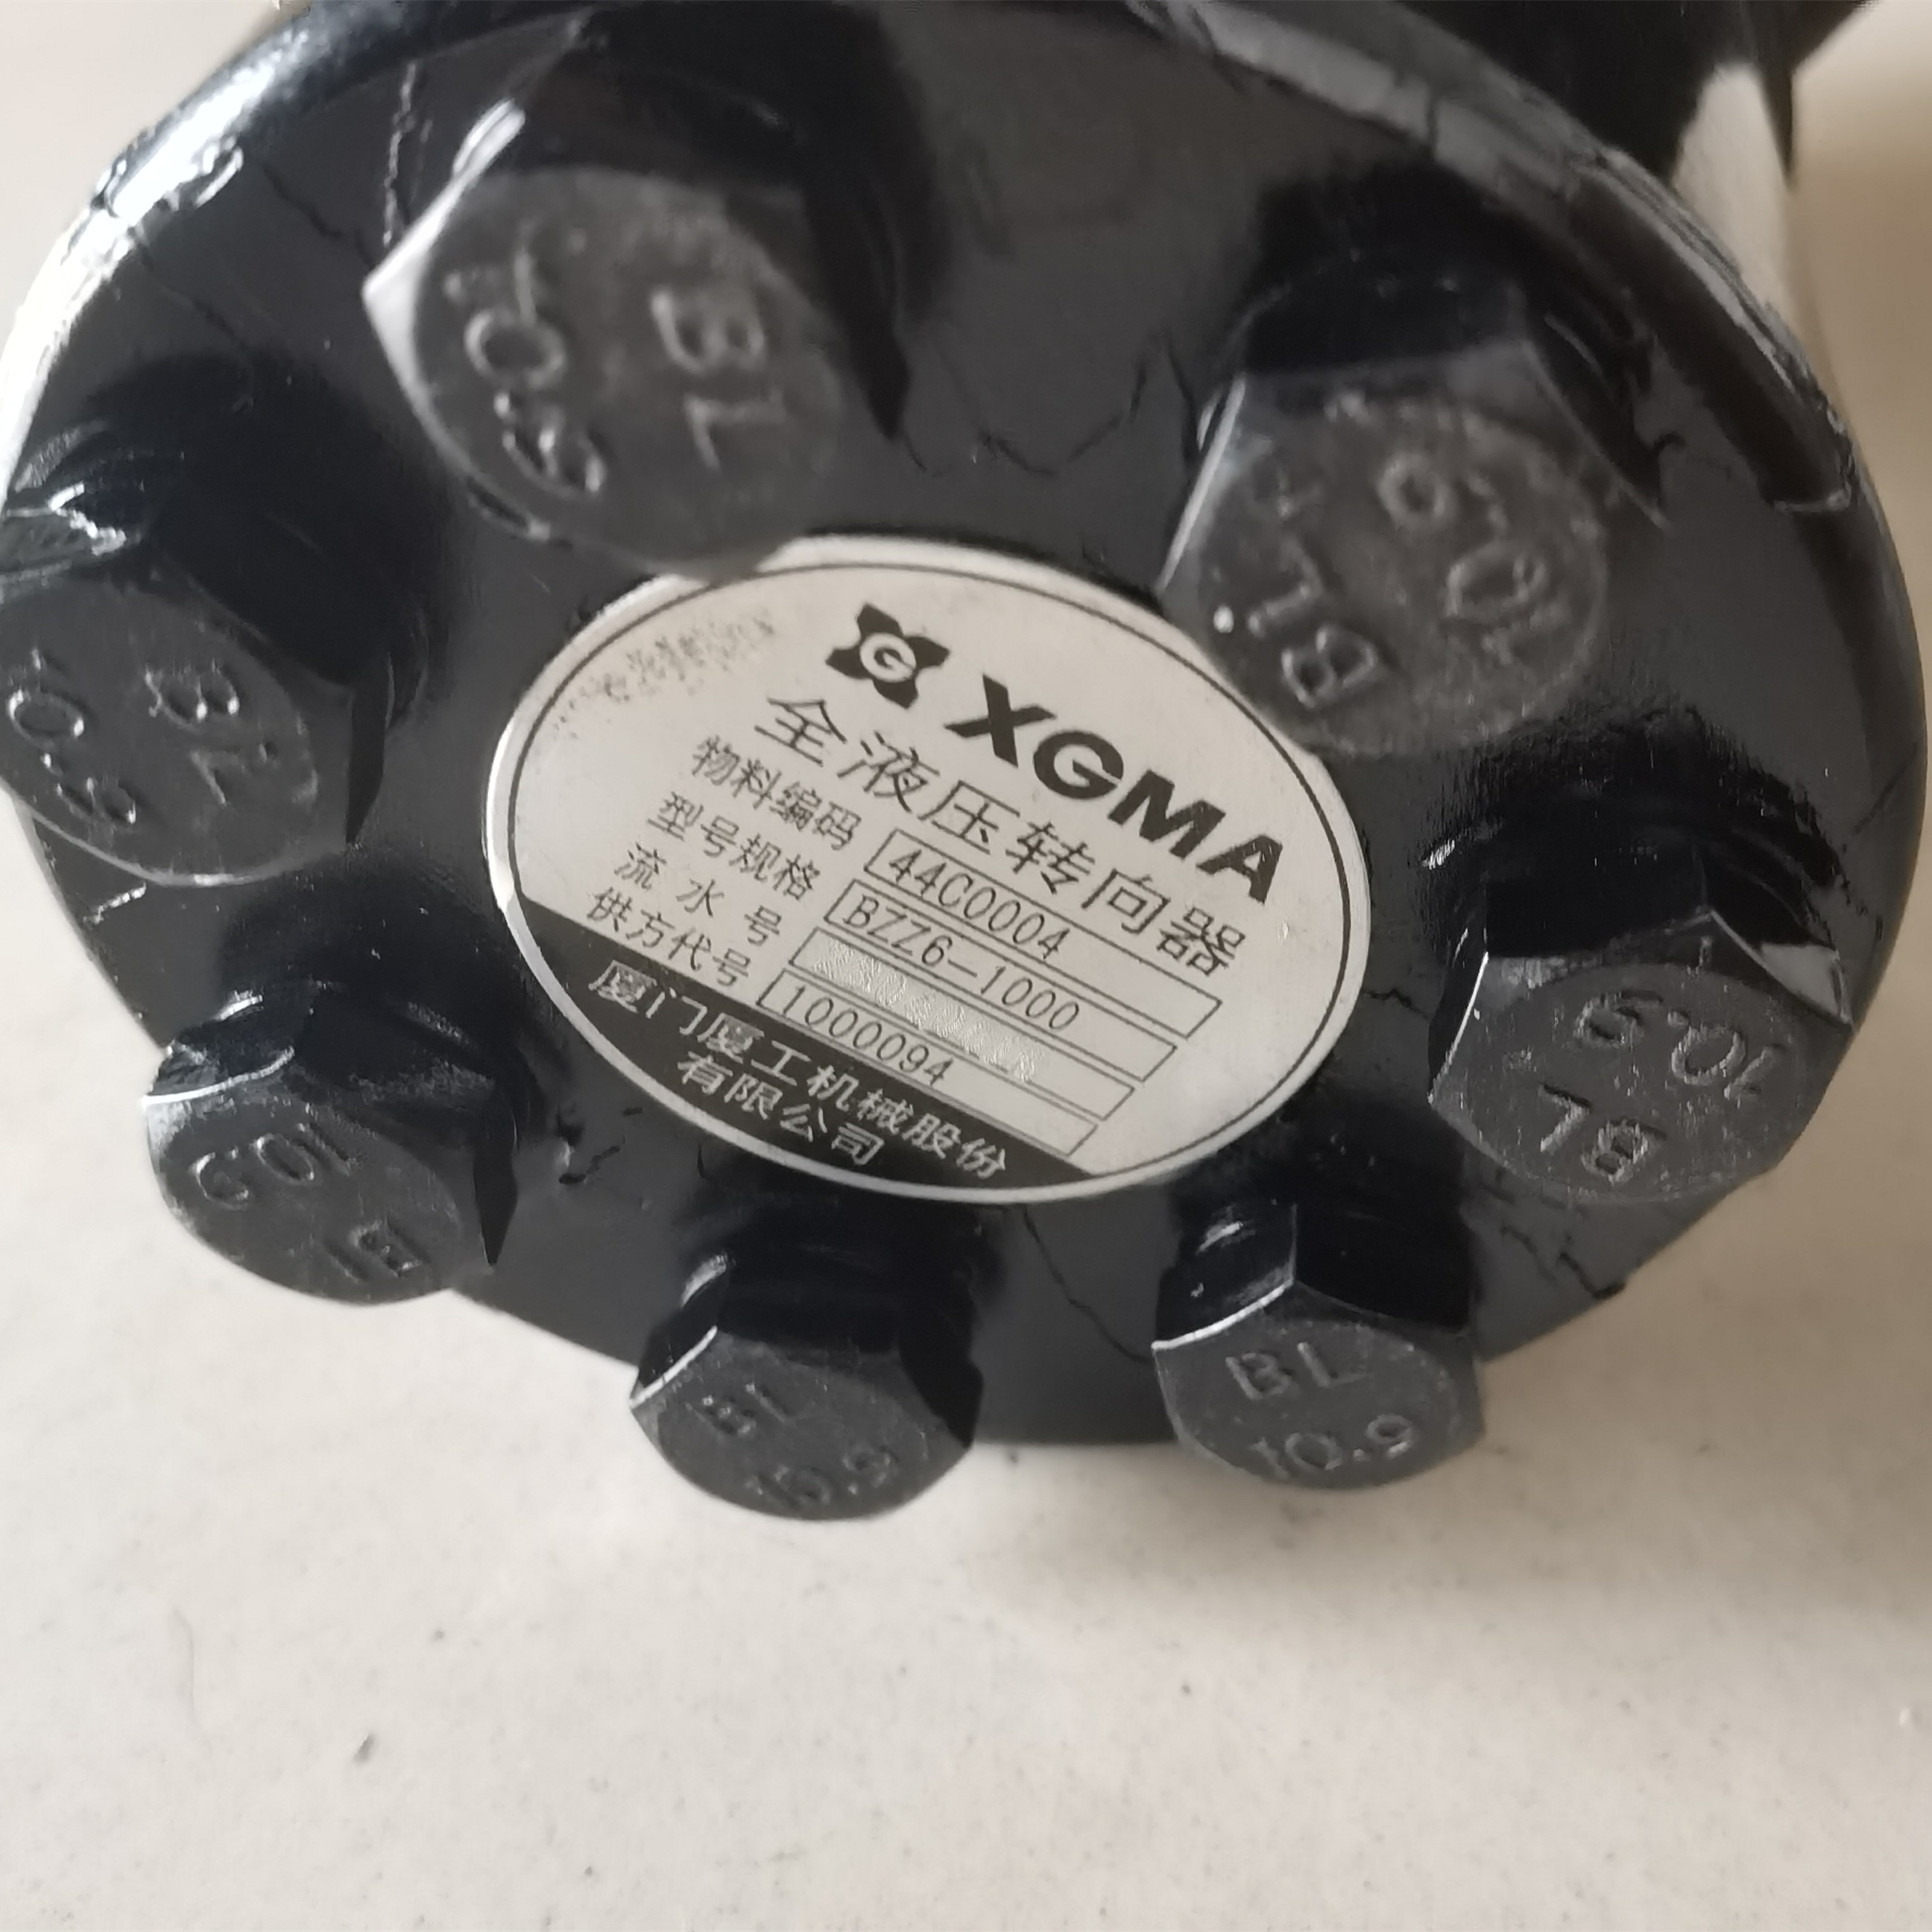 BL
10.9
BL
10.9
BL
10.9
G XGMA
全液压转向器
物料编码 44C0004
型号规格 BZZ6-1000
流水号
供方代号 1000094
厦门厦工机械股份
有限公司
10.9
BL
10.9
BL
10.9
BL
10.9